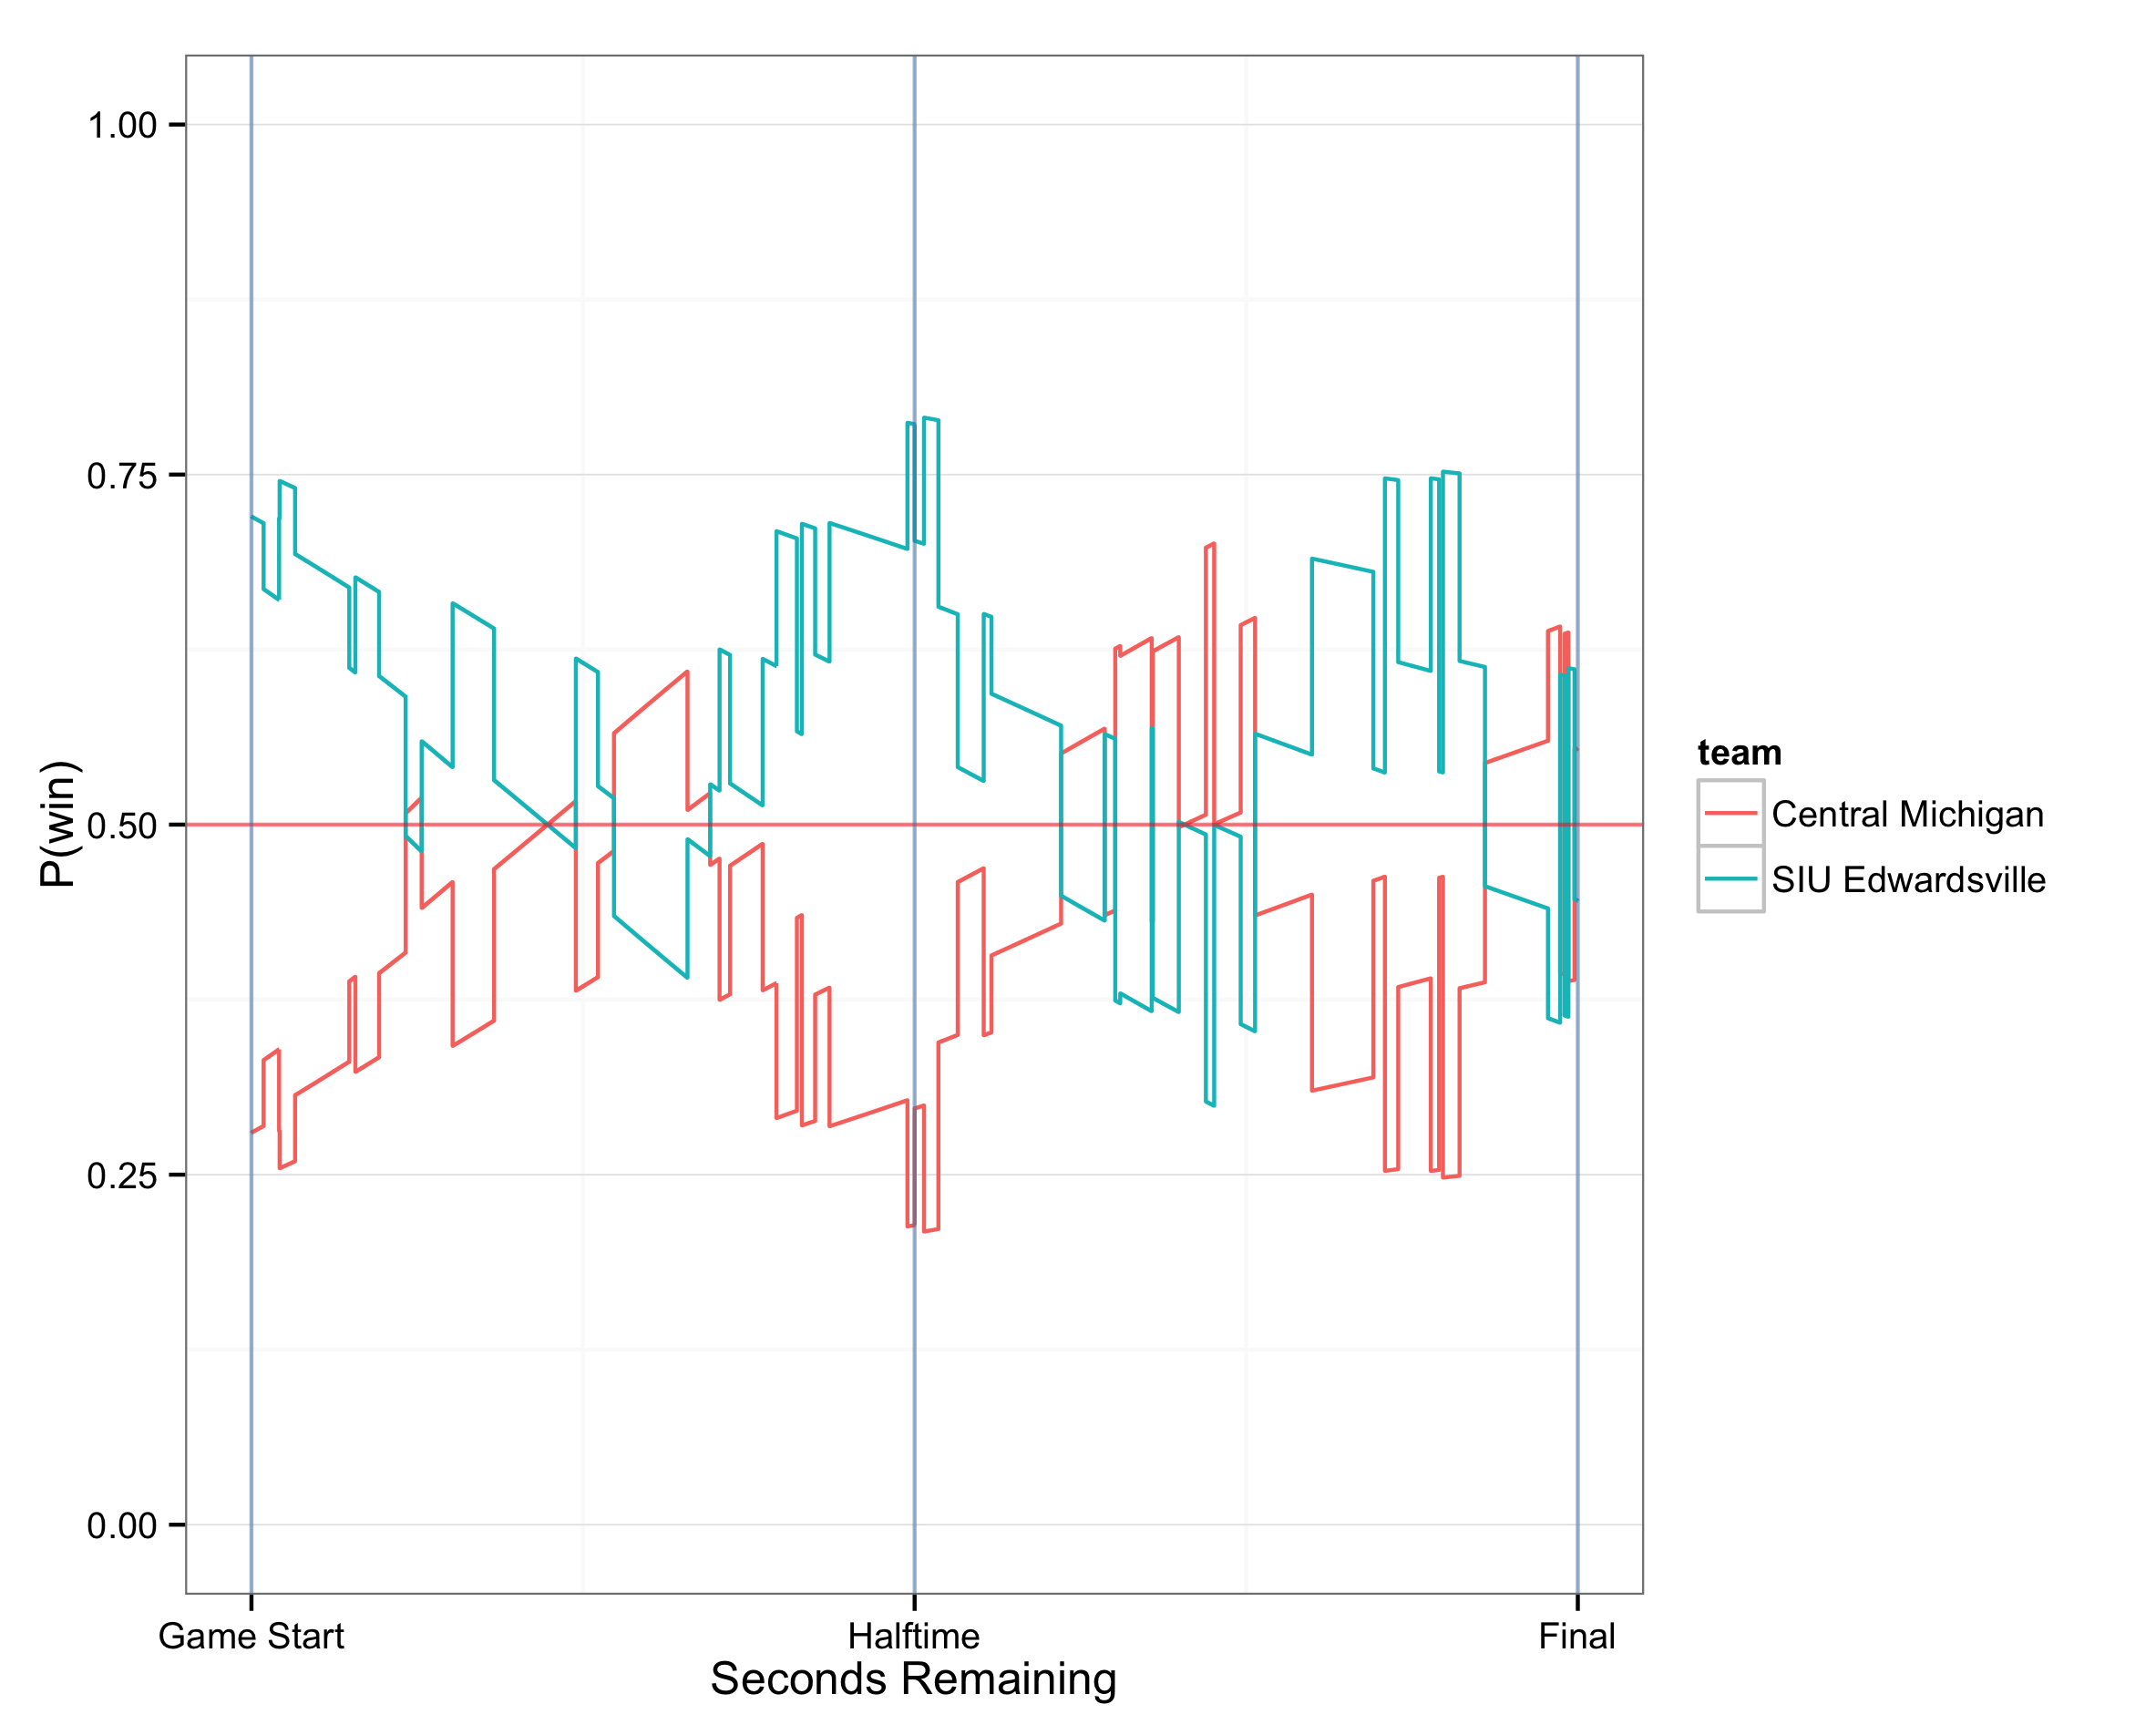 1.00
0.75
0.50
0.25
0.00
P(win)
Game Start
Halftime
Final
Seconds Remaining
team
Central Michigan
SIU Edwardsville